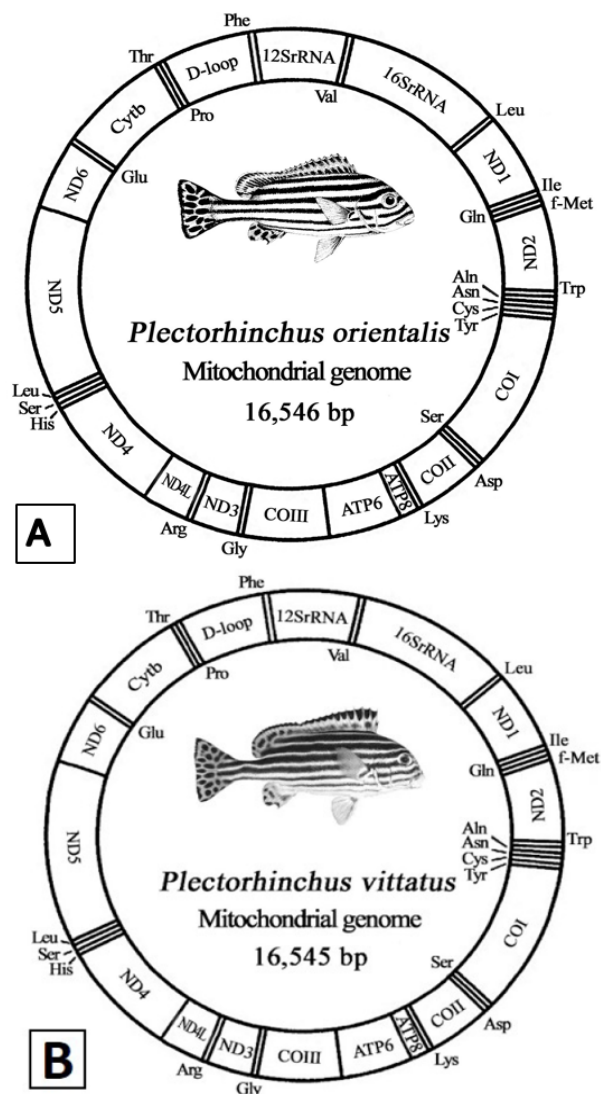 Phe
12SrRNA
Val
16SrRNA
Leu
ND1
Ile
f-Met
Gln
ND2
Trp
Aln
Asn
Cys
Tyr
COI
Ser
Asp
COII
Lys
ATP8
ATP6
COIII
Gly
ND3
Arg
ND4L
ND4
His
Ser
Leu
ND5
ND6
Glu
Cytb
Thr
Pro
D-loop
Plectorhinchus orientalis
Mitochondrial genome
16,546 bp
A
Phe
12SrRNA
Val
16SrRNA
Leu
ND1
Ile
f-Met
Gln
ND2
Trp
Aln
Asn
Cys
Tyr
COI
Ser
Asp
COII
Lys
ATP8
ATP6
COIII
Gly
ND3
Arg
ND4L
ND4
His
Ser
Leu
ND5
ND6
Glu
Cytb
Thr
Pro
D-loop
Plectorhinchus vittatus
Mitochondrial genome
16,545 bp
B